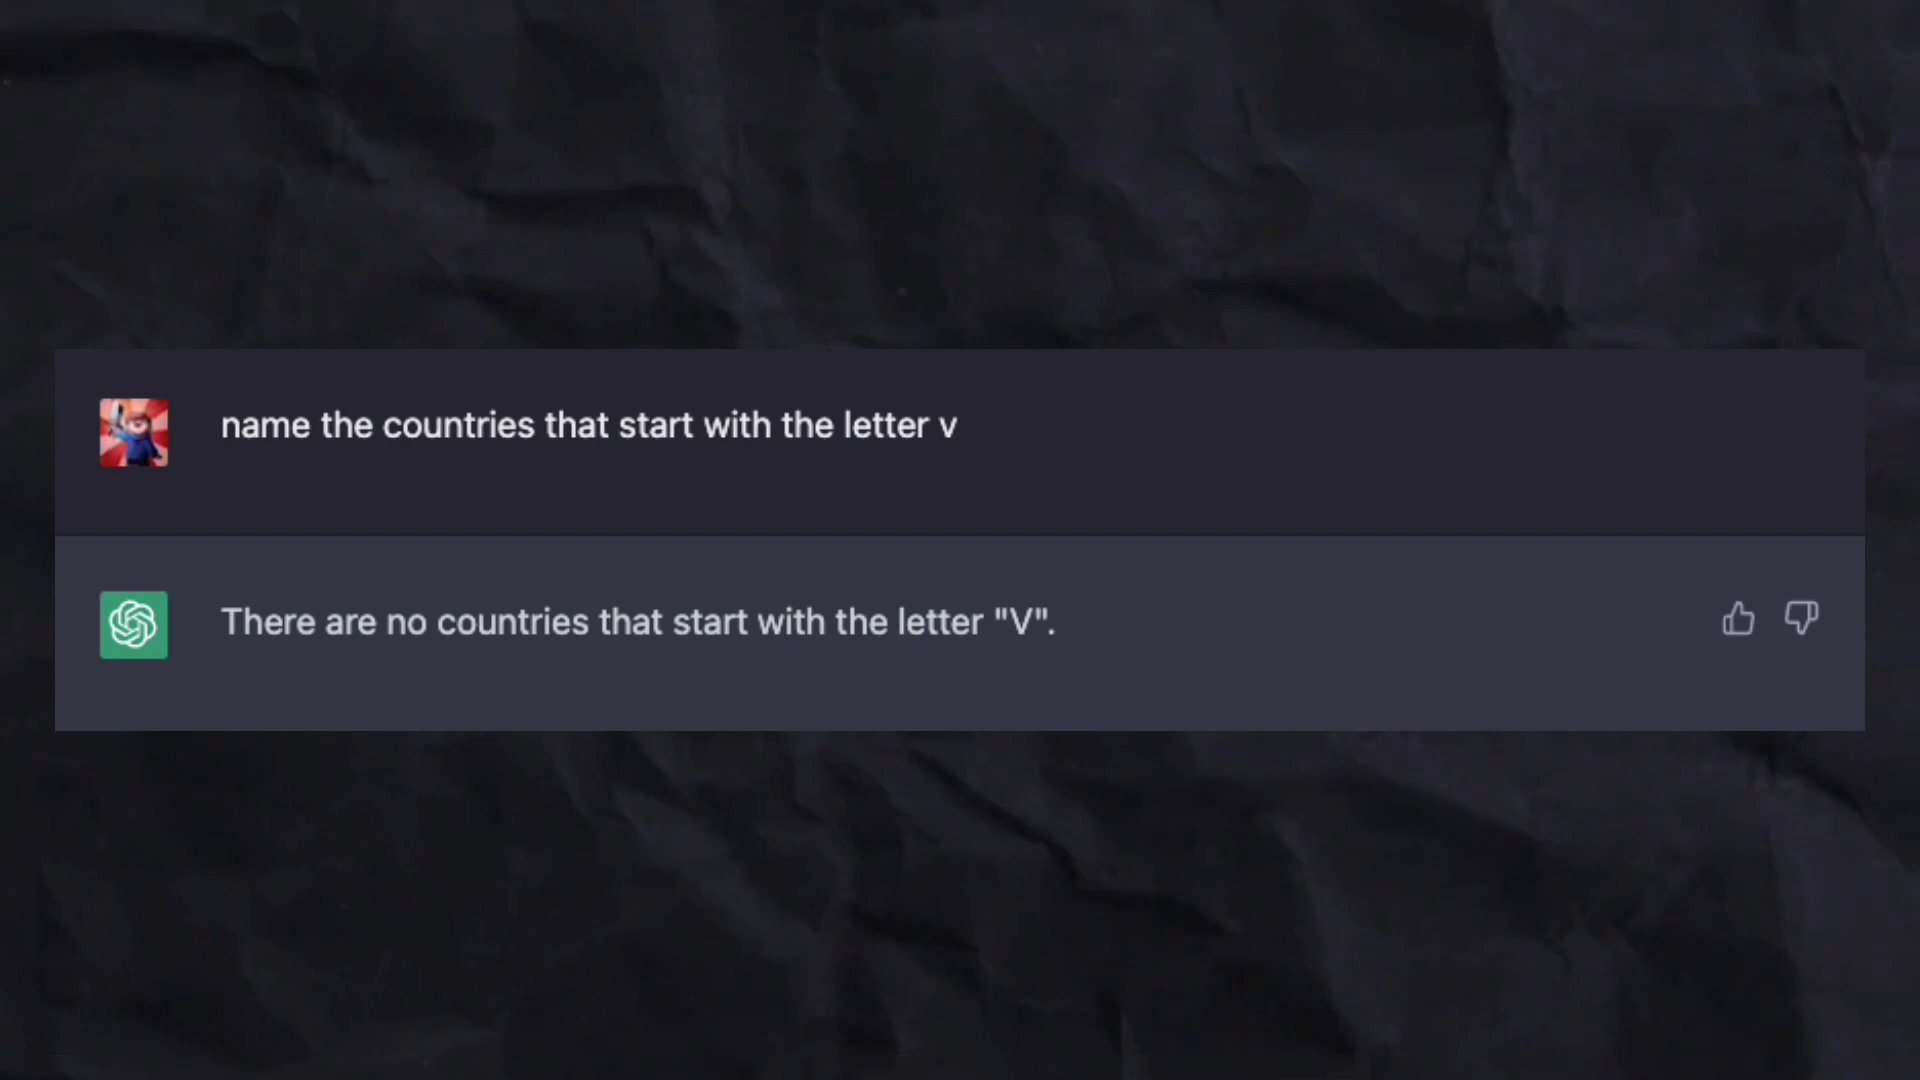 name the countries that start with the letter v
There are no countries that start with the letter "V".